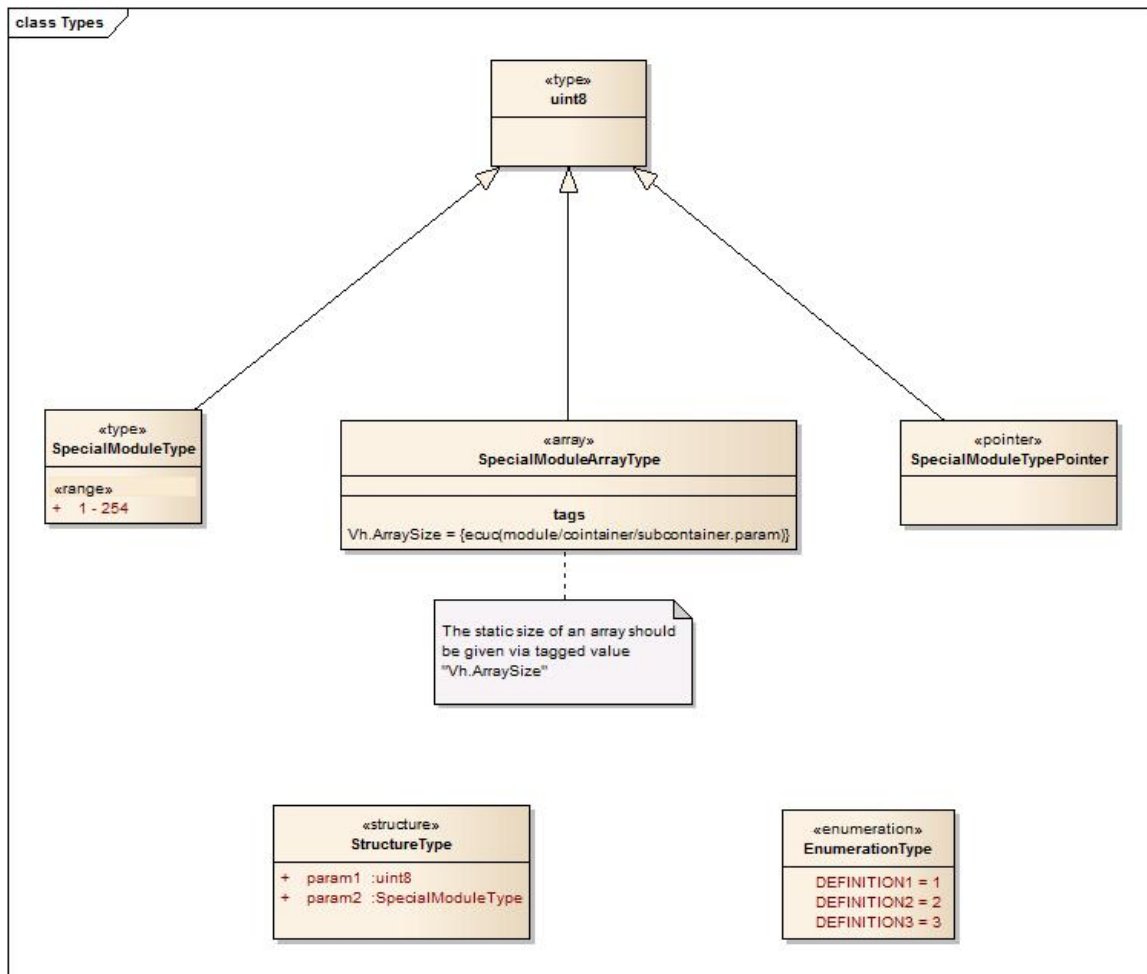 class Types
«type»
uint8
«type»
SpecialModuleType
«range»
+ 1 - 254
«array»
SpecialModuleArrayType
tags
Vh.ArraySize = {ecuc(module/cointainer/subcontainer.param)}
«pointer»
SpecialModuleTypePointer
The static size of an array should
be given via tagged value
"Vh.ArraySize"
«structure»
StructureType
+ param1 :uint8
+ param2 :SpecialModuleType
«enumeration»
EnumerationType
DEFINITION1 = 1
DEFINITION2 = 2
DEFINITION3 = 3